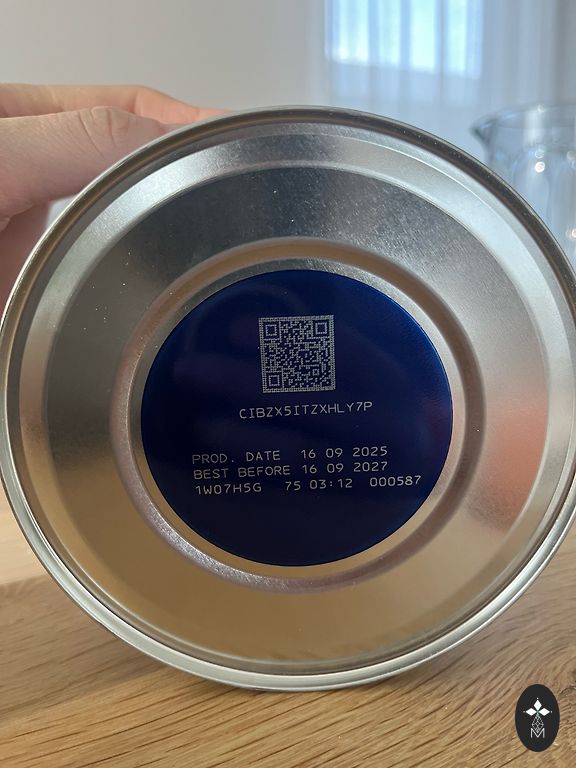 CIBZX5ITZXHLY7P
PROD. DATE 16 09 2025
BEST BEFORE 16 09 2027
1W07H5G 75 03:12 000587
M